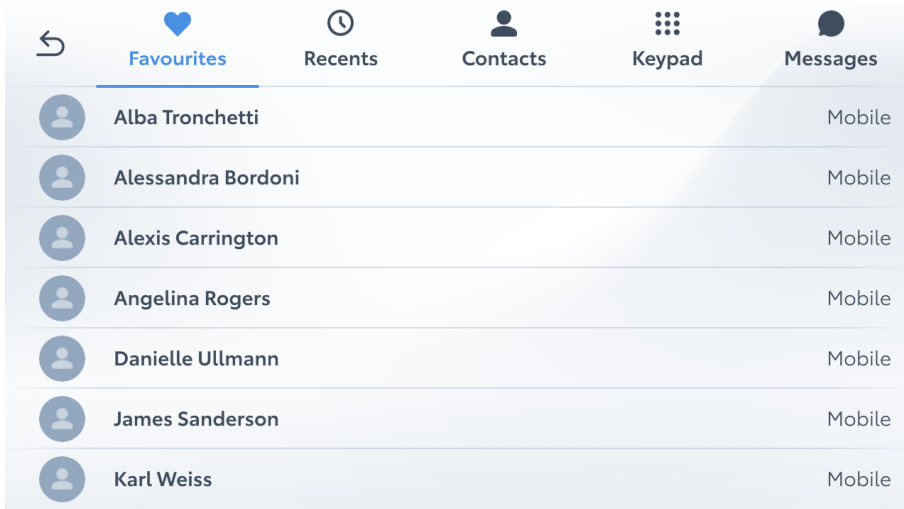 Favourites Recents Contacts Keypad Messages
Alba Tronchetti Mobile
Alessandra Bordoni Mobile
Alexis Carrington Mobile
Angelina Rogers Mobile
Danielle Ullmann Mobile
James Sanderson Mobile
Karl Weiss Mobile